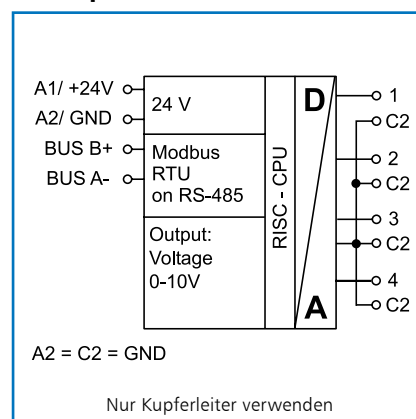 A1/ +24V
A2/ GND
BUS B+
BUS A-
24 V
Modbus
RTU
on RS-485
Output:
Voltage
0-10V
RISC - CPU
D
A
1
C2
2
C2
3
C2
4
C2
A2 = C2 = GND
Nur Kupferleiter verwenden